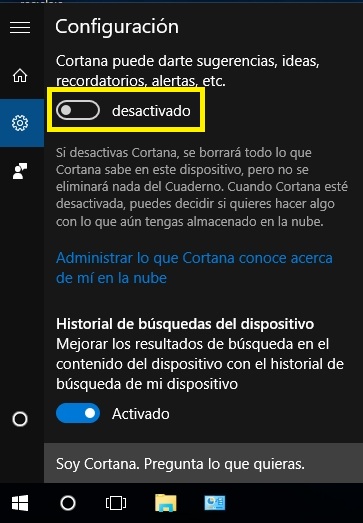 Configuración
Cortana puede darte sugerencias, ideas,
recordatorios, alertas, etc.
desactivado
Si desactivas Cortana, se borrará todo lo que
Cortana sabe en este dispositivo, pero no se
eliminará nada del Cuaderno. Cuando Cortana esté
desactivada, puedes decidir si quieres hacer algo
con lo que aún tengas almacenado en la nube.
Administrar lo que Cortana conoce acerca
de mí en la nube
Historial de búsquedas del dispositivo
Mejorar los resultados de búsqueda en el
contenido del dispositivo con el historial de
búsqueda de mi dispositivo
Activado
Soy Cortana. Pregunta lo que quieras.